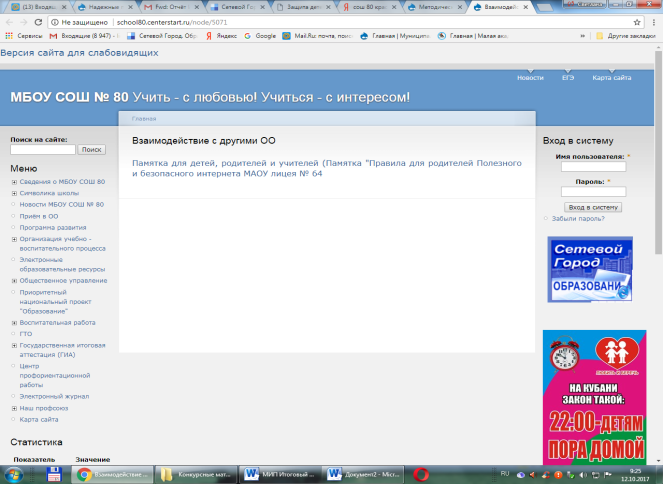 (13) Входящ
Надежные
Fwd: Отчёт
Сетевой Г
Защита дет
сош 80 кра
Методичес
Взаимодей
Не защищено | school80.centerstart.ru/node/5071
Сервисы
Входящие (8 947)
Сетевой Город. Обр
Яндекс
Google
Mail.Ru: почта, поис
Главная | Муниципа
Главная | Малая ака
»
Другие закладки
Версия сайта для слабовидящих
Новости
ЕГЭ
Карта сайта
МБОУ СОШ № 80 Учить - с любовью! Учиться - с интересом!
Главная
Поиск на сайте:
Поиск
Меню
Сведения о МБОУ СОШ 80
Символика школы
Новости МБОУ СОШ № 80
Приём в ОО
Программа развития
Организация учебно -
воспитательного процесса
Электронные
образовательные ресурсы
Общественное управление
Приоритетный
национальный проект
"Образование"
Воспитательная работа
ГТО
Государственная итоговая
аттестация (ГИА)
Центр
профориентационной
работы
Электронный журнал
Наш профсоюз
Карта сайта
Статистика
Показатель
Значение
Взаимодействие с другими ОО
Памятка для детей, родителей и учителей (Памятка "Правила для родителей Полезного
и безопасного интернета МАОУ лицея № 64
Вход в систему
Имя пользователя: *
Пароль: *
Вход в систему
Забыли пароль?
Сетевой
Город
ОБРАЗОВАНИ
НА КУБАНИ
ЗАКОН ТАКОЙ:
22:00-ДЕТЯМ
ПОРА ДОМОЙ
Взаимодействие ...
Конкурсные мат...
МИП Итоговый ...
Документ2 - Micr...
RU
9:25
12.10.2017